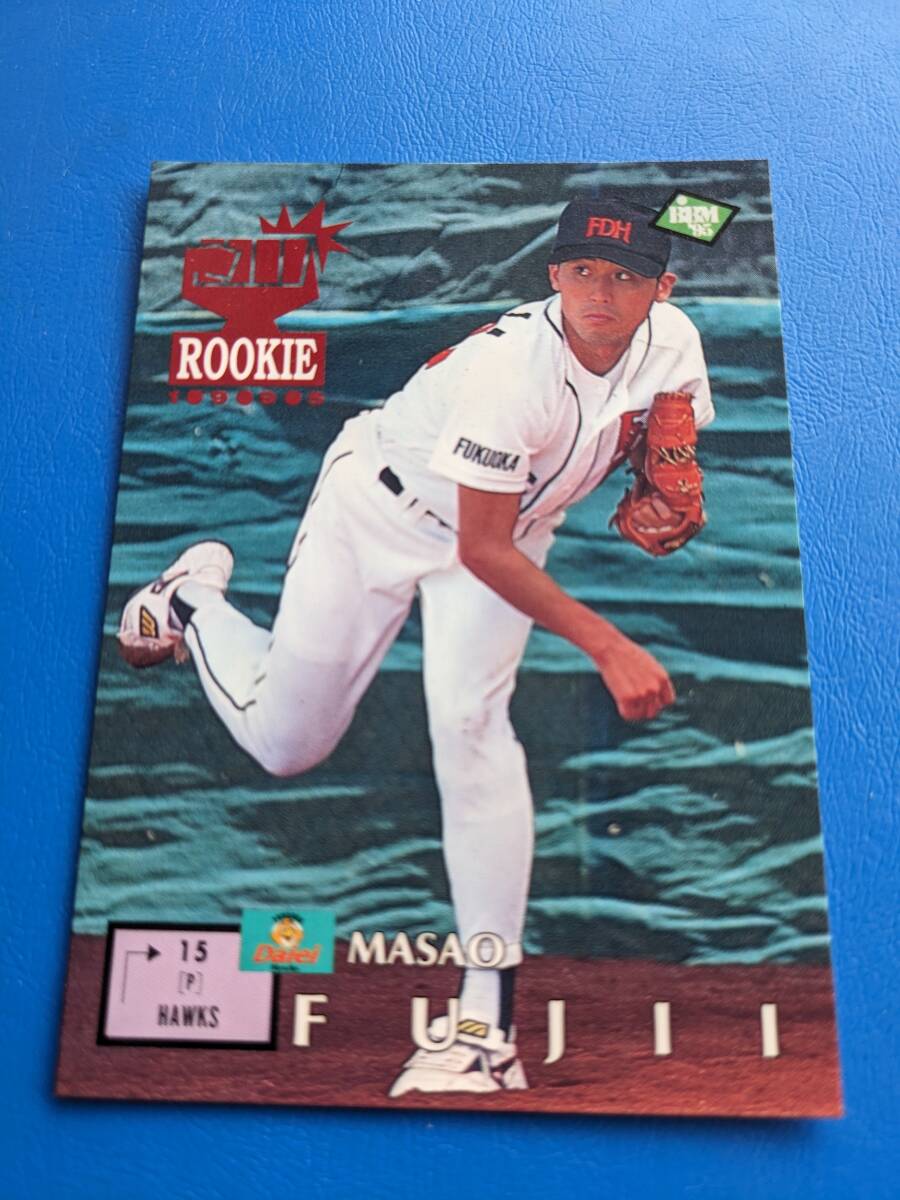 FDH
BBM
'95
ROOKIE
FUKUOKA
15
[P]
HAWKS
Daiei
MASAO
FUJII